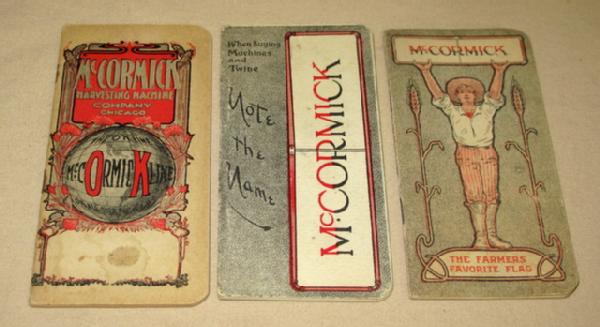 McCORMICK
HARVESTING MACHINE
COMPANY
CHICAGO
McCORMICK LINE
When buying
Machines
and
Twine
Note
the
Name
McCORMICK
McCORMICK
THE FARMERS
FAVORITE FLAG